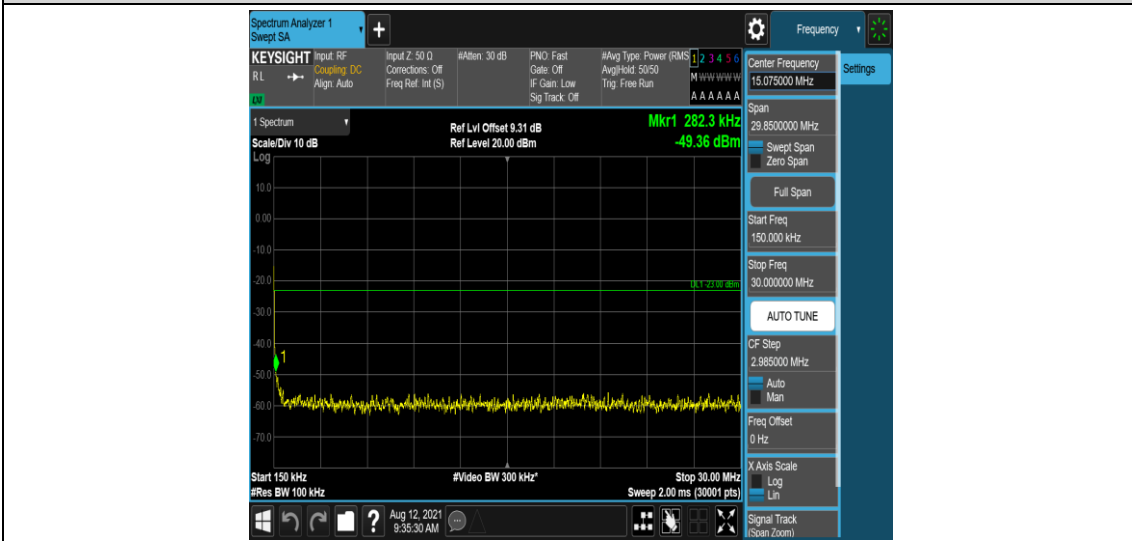 Spectrum Analyzer 1
Swept SA
+
Frequency
KEYSIGHT
RL
Input: RF
Coupling: DC
Align: Auto
Input Z: 50 Ω
Corrections: Off
Freq Ref: Int (S)
#Atten: 30 dB
PNO: Fast
Gate: Off
IF Gain: Low
Sig Track: Off
#Avg Type: Power (RMS
Avg|Hold: 50/50
Trig: Free Run
1 2 3 4 5 6
M W W W W W
A A A A A A
1 Spectrum
Scale/Div 10 dB
Log
Ref Lvl Offset 9.31 dB
Ref Level 20.00 dBm
Mkr1 282.3 kHz
-49.36 dBm
10.0
0.00
-10.0
-20.0
DL1 -23.00 dBm
-30.0
-40.0
1
-50.0
-60.0
-70.0
Start 150 kHz
#Res BW 100 kHz
#Video BW 300 kHz*
Stop 30.00 MHz
Sweep 2.00 ms (30001 pts)
Aug 12, 2021
9:35:30 AM
Center Frequency
15.075000 MHz
Settings
Span
29.8500000 MHz
Swept Span
Zero Span
Full Span
Start Freq
150.000 kHz
Stop Freq
30.000000 MHz
AUTO TUNE
CF Step
2.985000 MHz
Auto
Man
Freq Offset
0 Hz
X Axis Scale
Log
Lin
Signal Track
(Span Zoom)